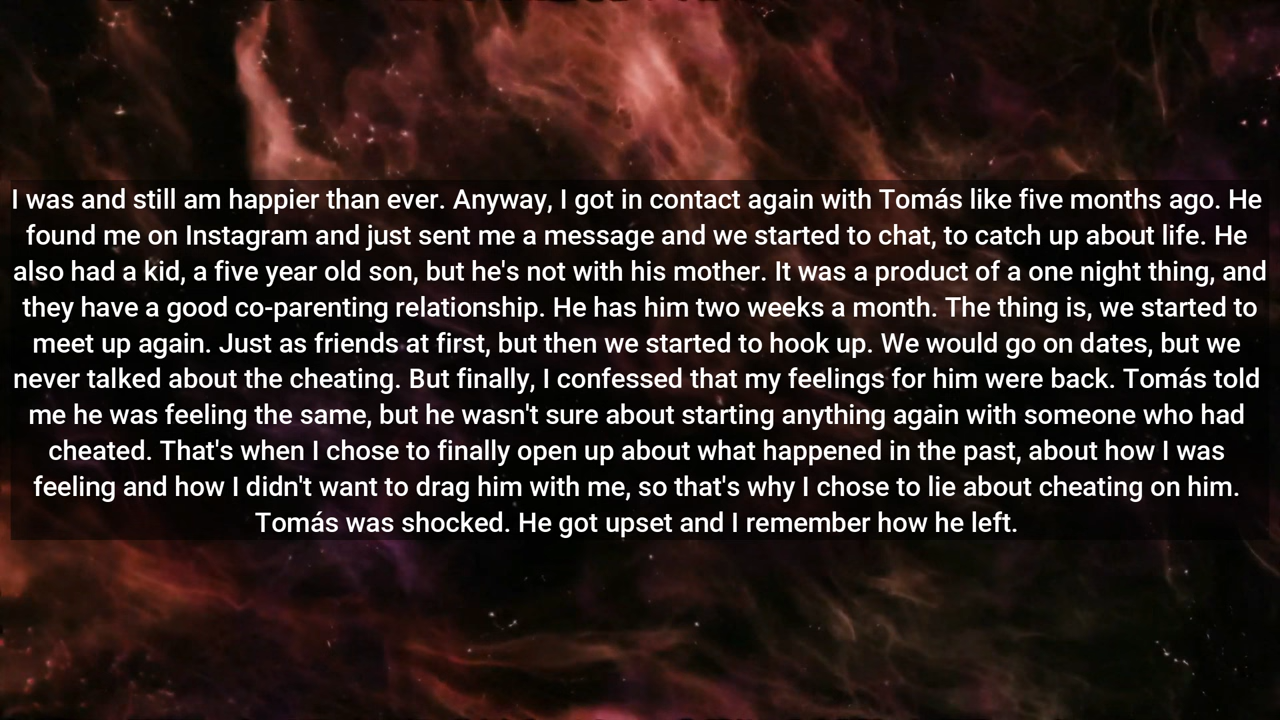 I was and still am happier than ever. Anyway, I got in contact again with Tomás like five months ago. He
found me on Instagram and just sent me a message and we started to chat, to catch up about life. He
also had a kid, a five year old son, but he's not with his mother. It was a product of a one night thing, and
they have a good co-parenting relationship. He has him two weeks a month. The thing is, we started to
meet up again. Just as friends at first, but then we started to hook up. We would go on dates, but we
never talked about the cheating. But finally, I confessed that my feelings for him were back. Tomás told
me he was feeling the same, but he wasn't sure about starting anything again with someone who had
cheated. That's when I chose to finally open up about what happened in the past, about how I was
feeling and how I didn't want to drag him with me, so that's why I chose to lie about cheating on him.
Tomás was shocked. He got upset and I remember how he left.